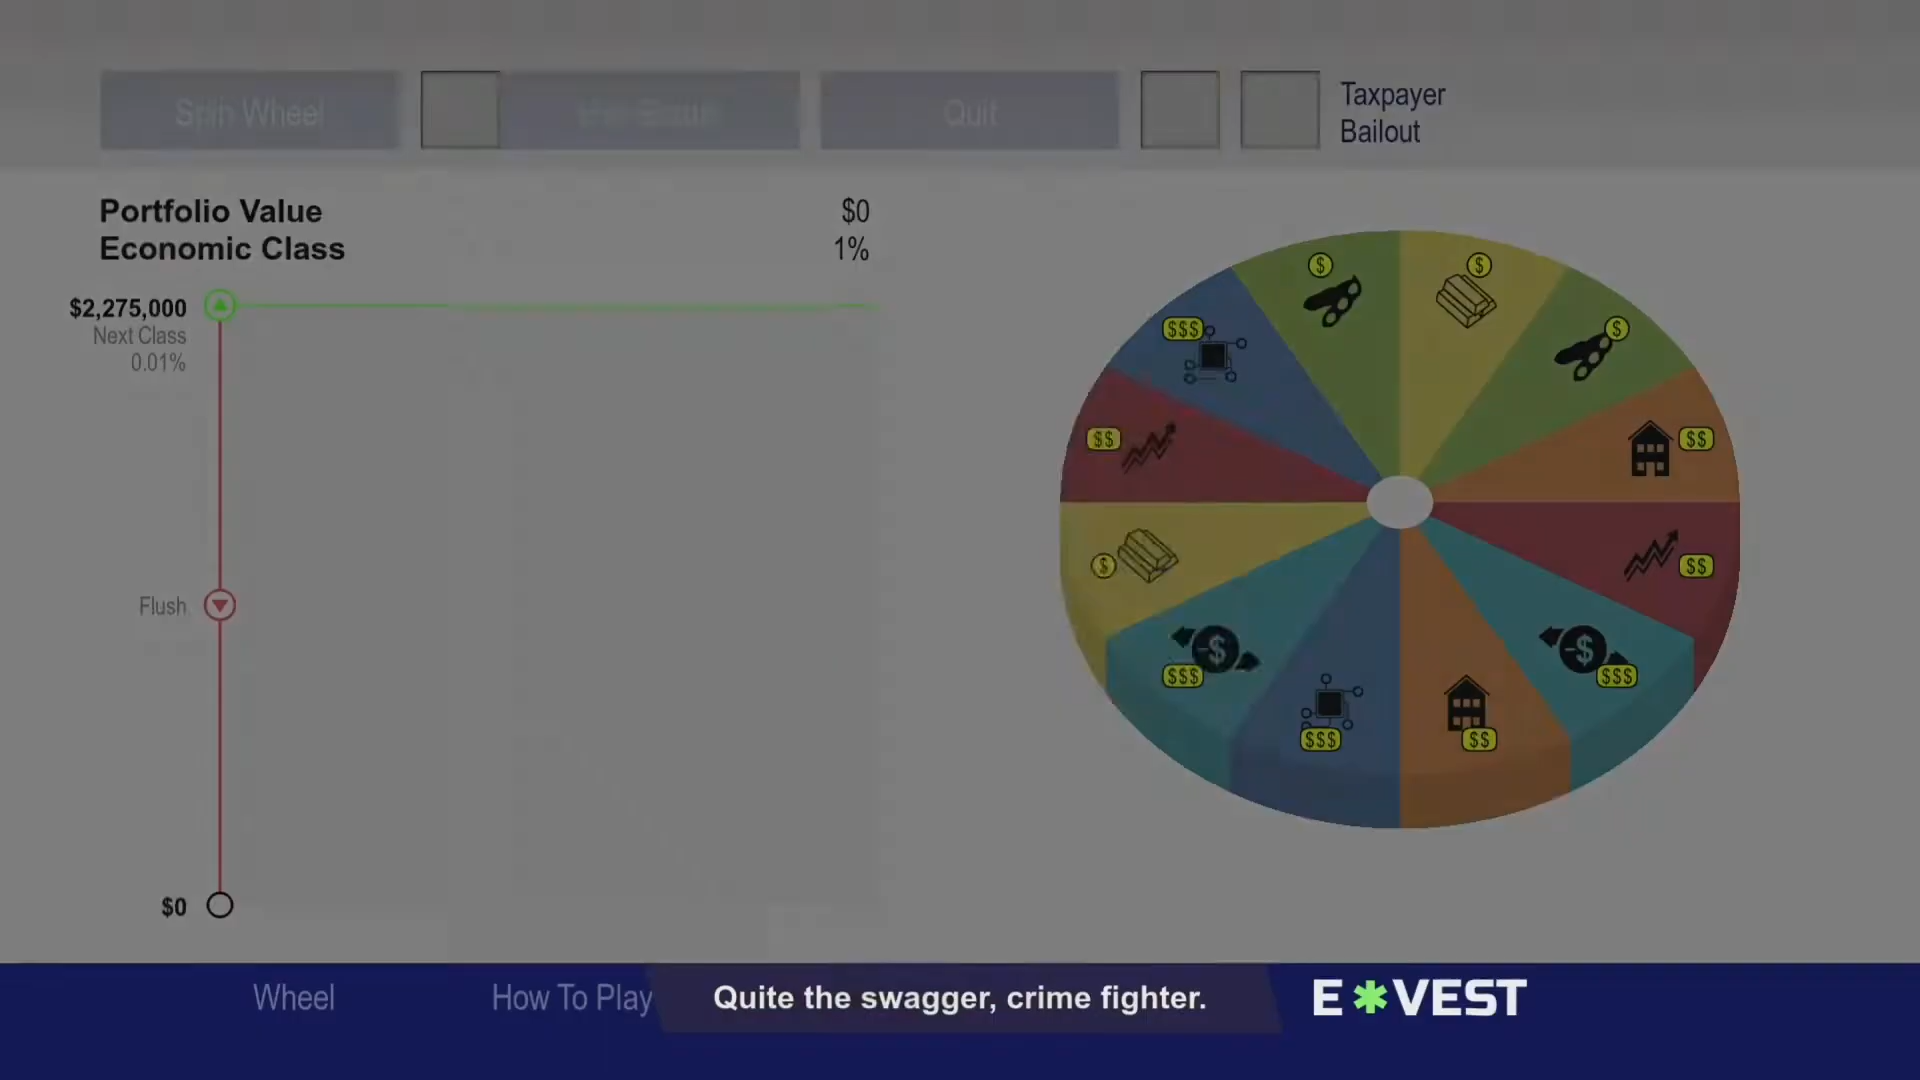 Spin Wheel
Quit
Taxpayer
Bailout
Portfolio Value $0
Economic Class 1%
$2,275,000
Next Class
0.01%
Flush
$0
$
$
$
$$$
$$
$$
$$
$$
$
-$
-$
$$$
$$$
$$$
$$
Wheel
How To Play
Quite the swagger, crime fighter.
E*VEST